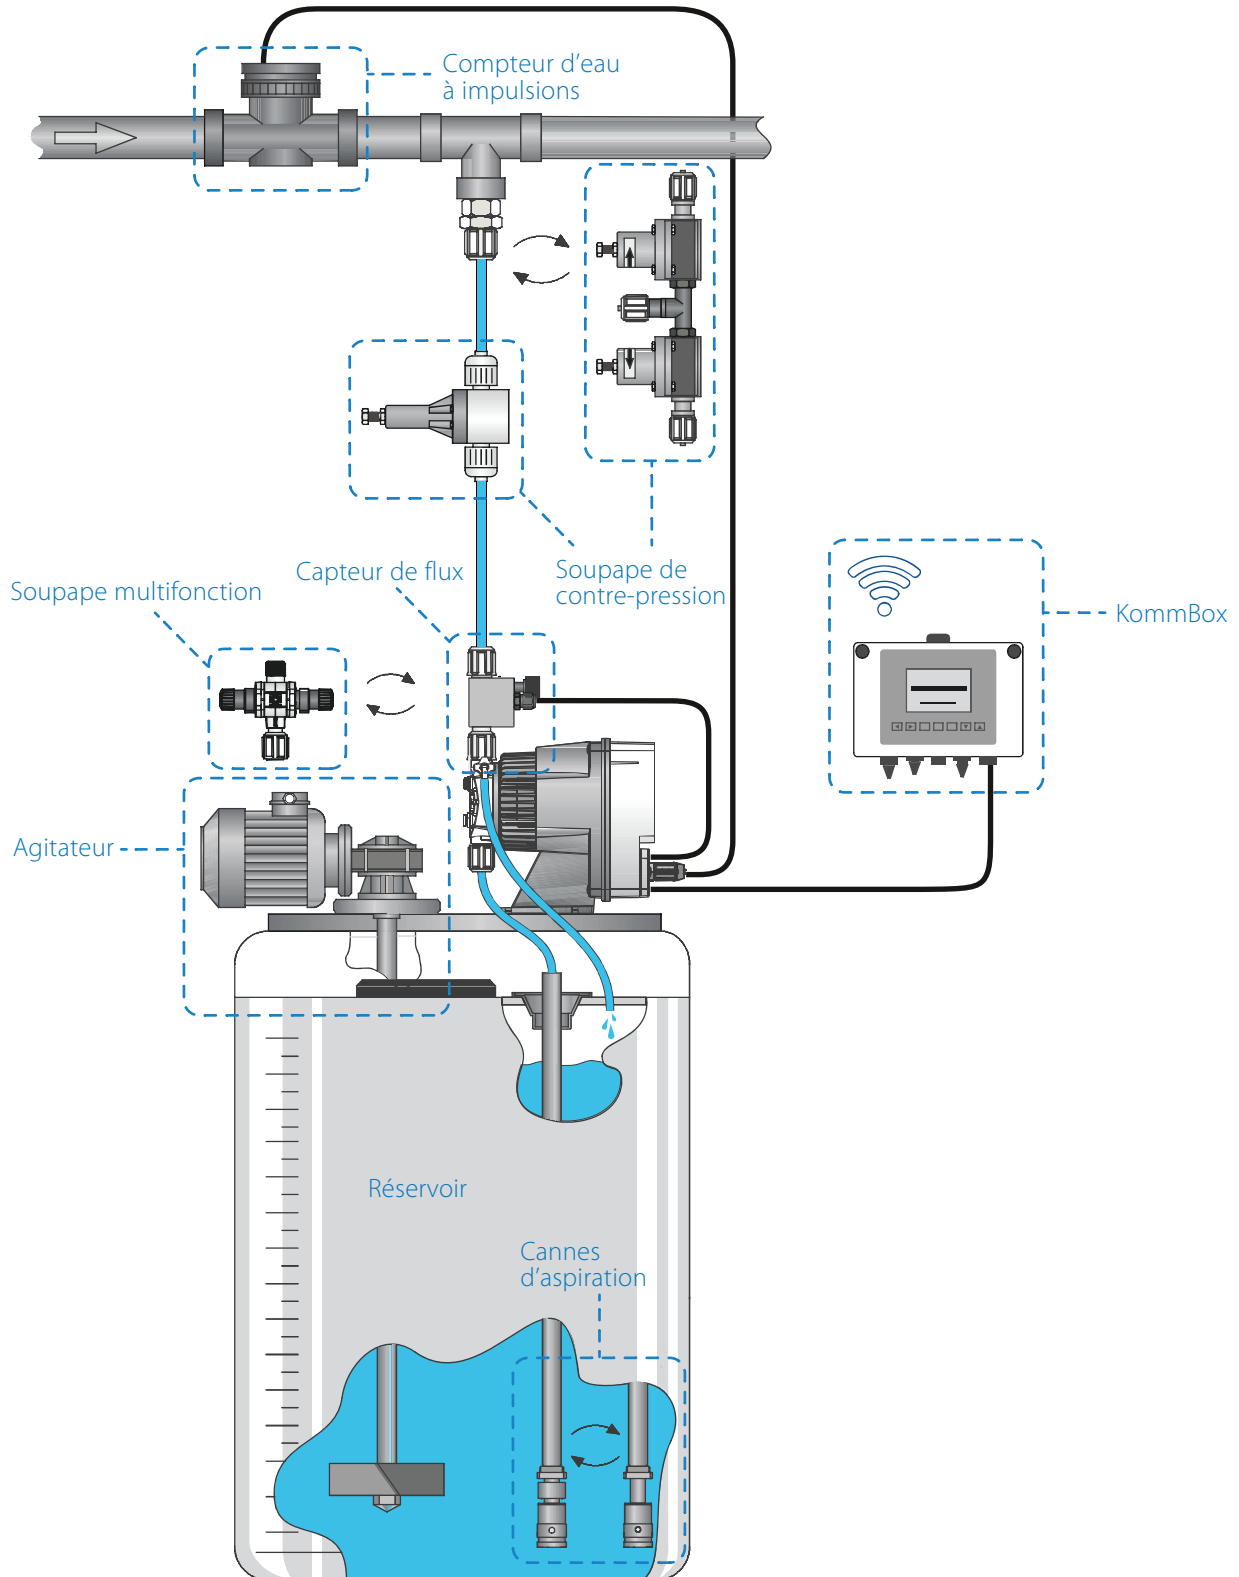 Compteur d'eau
à impulsions
Capteur de flux
Soupape de
contre-pression
Soupape multifonction
KommBox
Agitateur
Réservoir
Cannes
d'aspiration